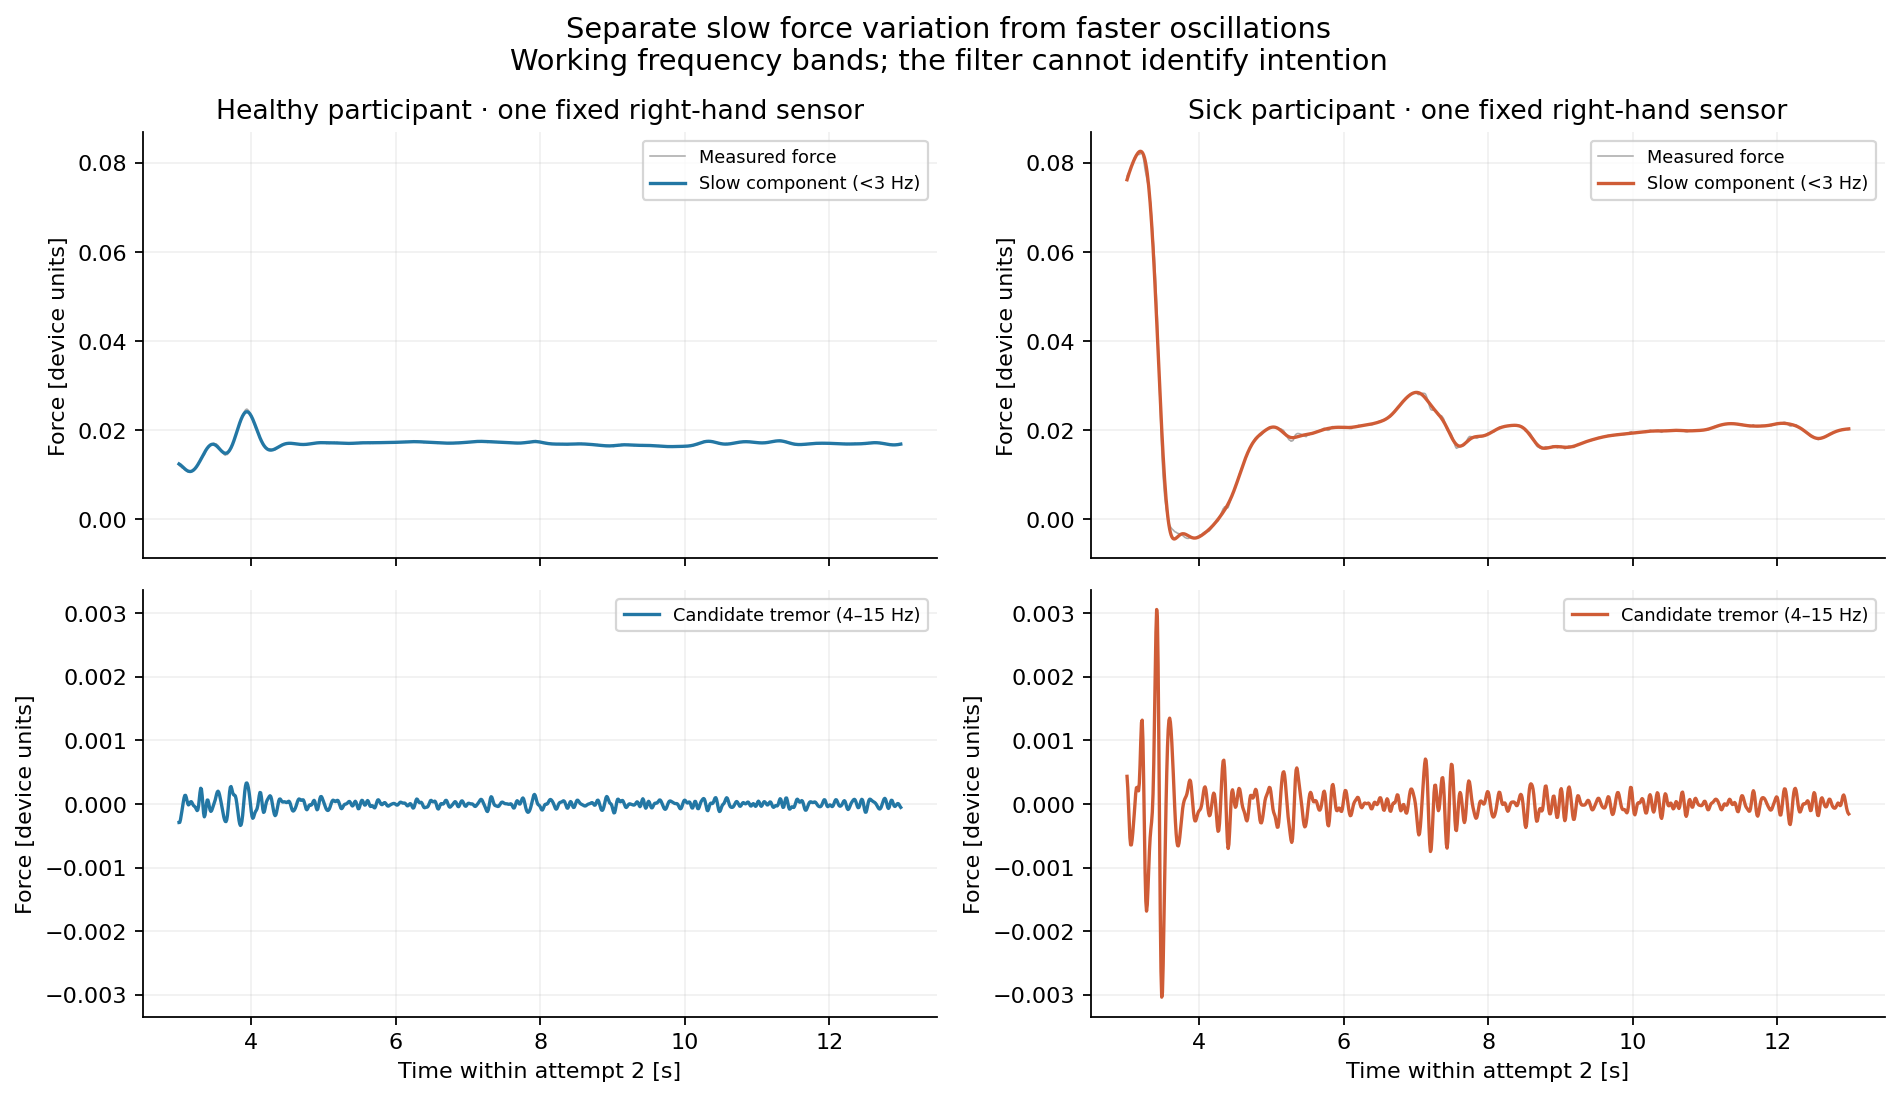 Separate slow force variation from faster oscillations
Working frequency bands; the filter cannot identify intention
Healthy participant · one fixed right-hand sensor
Measured force
Slow component (<3 Hz)
Force [device units]
0.08
0.06
0.04
0.02
0.00
Sick participant · one fixed right-hand sensor
Measured force
Slow component (<3 Hz)
Force [device units]
0.08
0.06
0.04
0.02
0.00
Candidate tremor (4–15 Hz)
Force [device units]
0.003
0.002
0.001
0.000
−0.001
−0.002
−0.003
4 6 8 10 12
Time within attempt 2 [s]
Candidate tremor (4–15 Hz)
Force [device units]
0.003
0.002
0.001
0.000
−0.001
−0.002
−0.003
4 6 8 10 12
Time within attempt 2 [s]